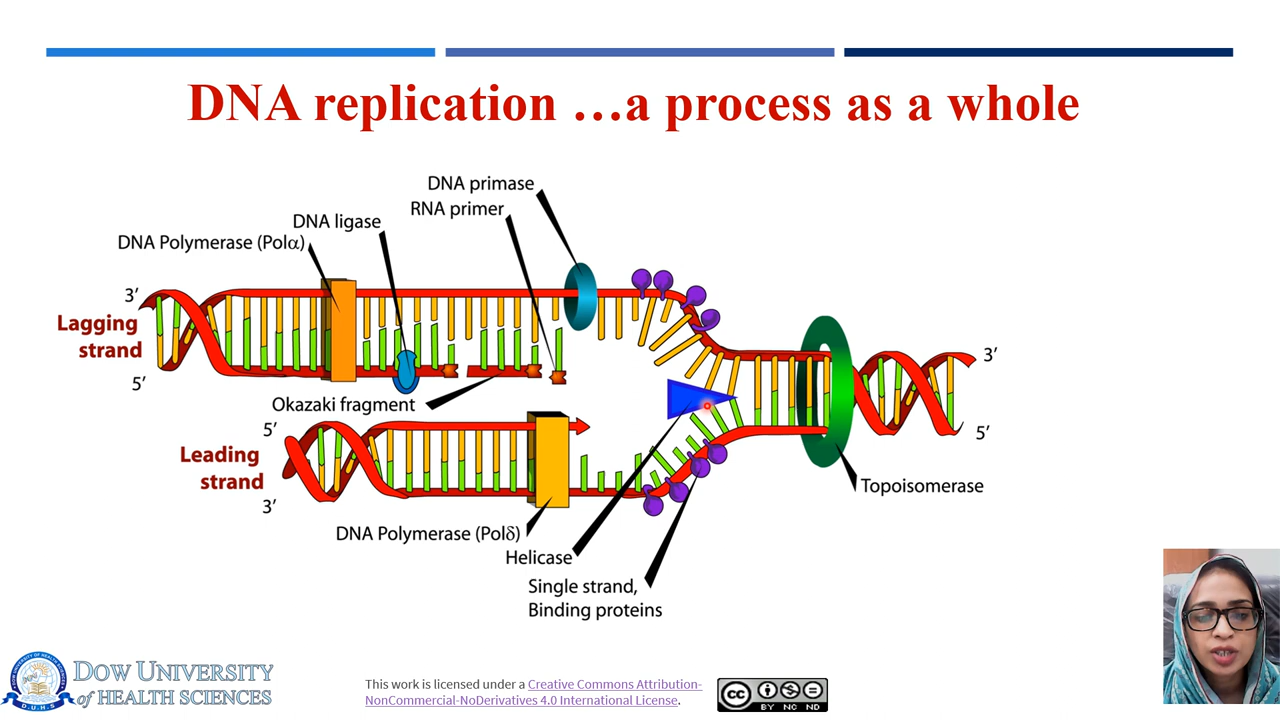 DNA replication …a process as a whole
DNA primase
RNA primer
DNA ligase
DNA Polymerase (Polα)
3’
Lagging
strand
5’
Okazaki fragment
3’
5’
5’
Leading
strand
3’
Topoisomerase
DNA Polymerase (Polδ)
Helicase
Single strand,
Binding proteins
DOW UNIVERSITY
of HEALTH SCIENCES
D.U.H.S
This work is licensed under a Creative Commons Attribution-
NonCommercial-NoDerivatives 4.0 International License.
cc
BY NC ND